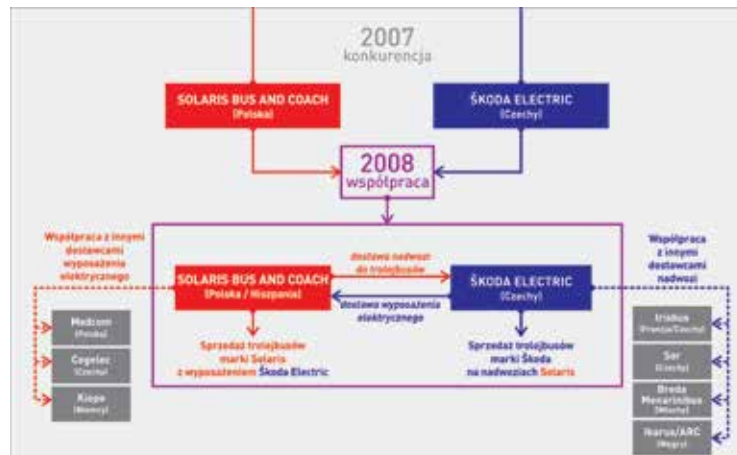 2007
konkurencja
SOLARIS BUS AND COACH
(Polska)
ŠKODA ELECTRIC
(Czechy)
2008
współpraca
Współpraca z innymi
dostawcami
wyposażenia
elektrycznego
dostawa nadwozi
do trolejbusów
Współpraca
z innymi
dostawcami
nadwozi
SOLARIS BUS AND COACH
(Polska / Hiszpania)
ŠKODA ELECTRIC
(Czechy)
dostawa wyposażenia
elektrycznego
Medcom
(Polska)
Cegelec
(Czechy)
Kiepe
(Niemcy)
Sprzedaż trolejbusów
marki Solaris
z wyposażeniem Škoda Electric
Sprzedaż trolejbusów
marki Škoda
na nadwoziach Solaris
Irisbus
(Francja/Czechy)
Sor
(Czechy)
Breda
Menarinibus
(Włochy)
Ikarus/ARC
(Węgry)